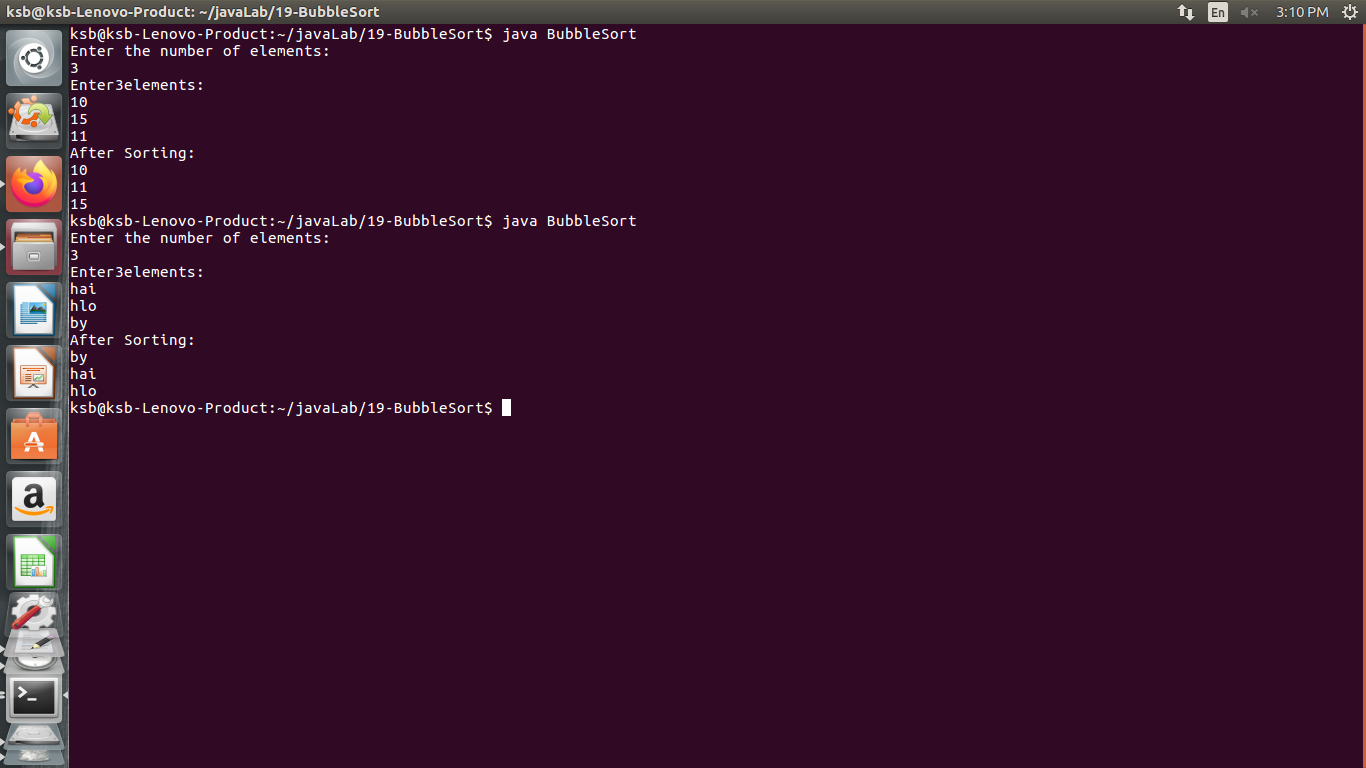 ksb@ksb-Lenovo-Product: ~/javaLab/19-BubbleSort
En
3:10 PM
ksb@ksb-Lenovo-Product:~/javaLab/19-BubbleSort$ java BubbleSort
Enter the number of elements:
3
Enter3elements:
10
15
11
After Sorting:
10
11
15
ksb@ksb-Lenovo-Product:~/javaLab/19-BubbleSort$ java BubbleSort
Enter the number of elements:
3
Enter3elements:
hai
hlo
by
After Sorting:
by
hai
hlo
ksb@ksb-Lenovo-Product:~/javaLab/19-BubbleSort$